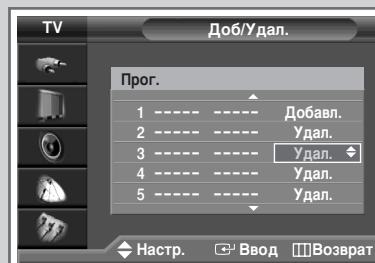 TV Доб/Удал.
Прог.
1 ----- ----- Добавл.
2 ----- ----- Удал.
3 ----- ----- Удал.
4 ----- ----- Удал.
5 ----- ----- Удал.
Настр. Ввод Возврат